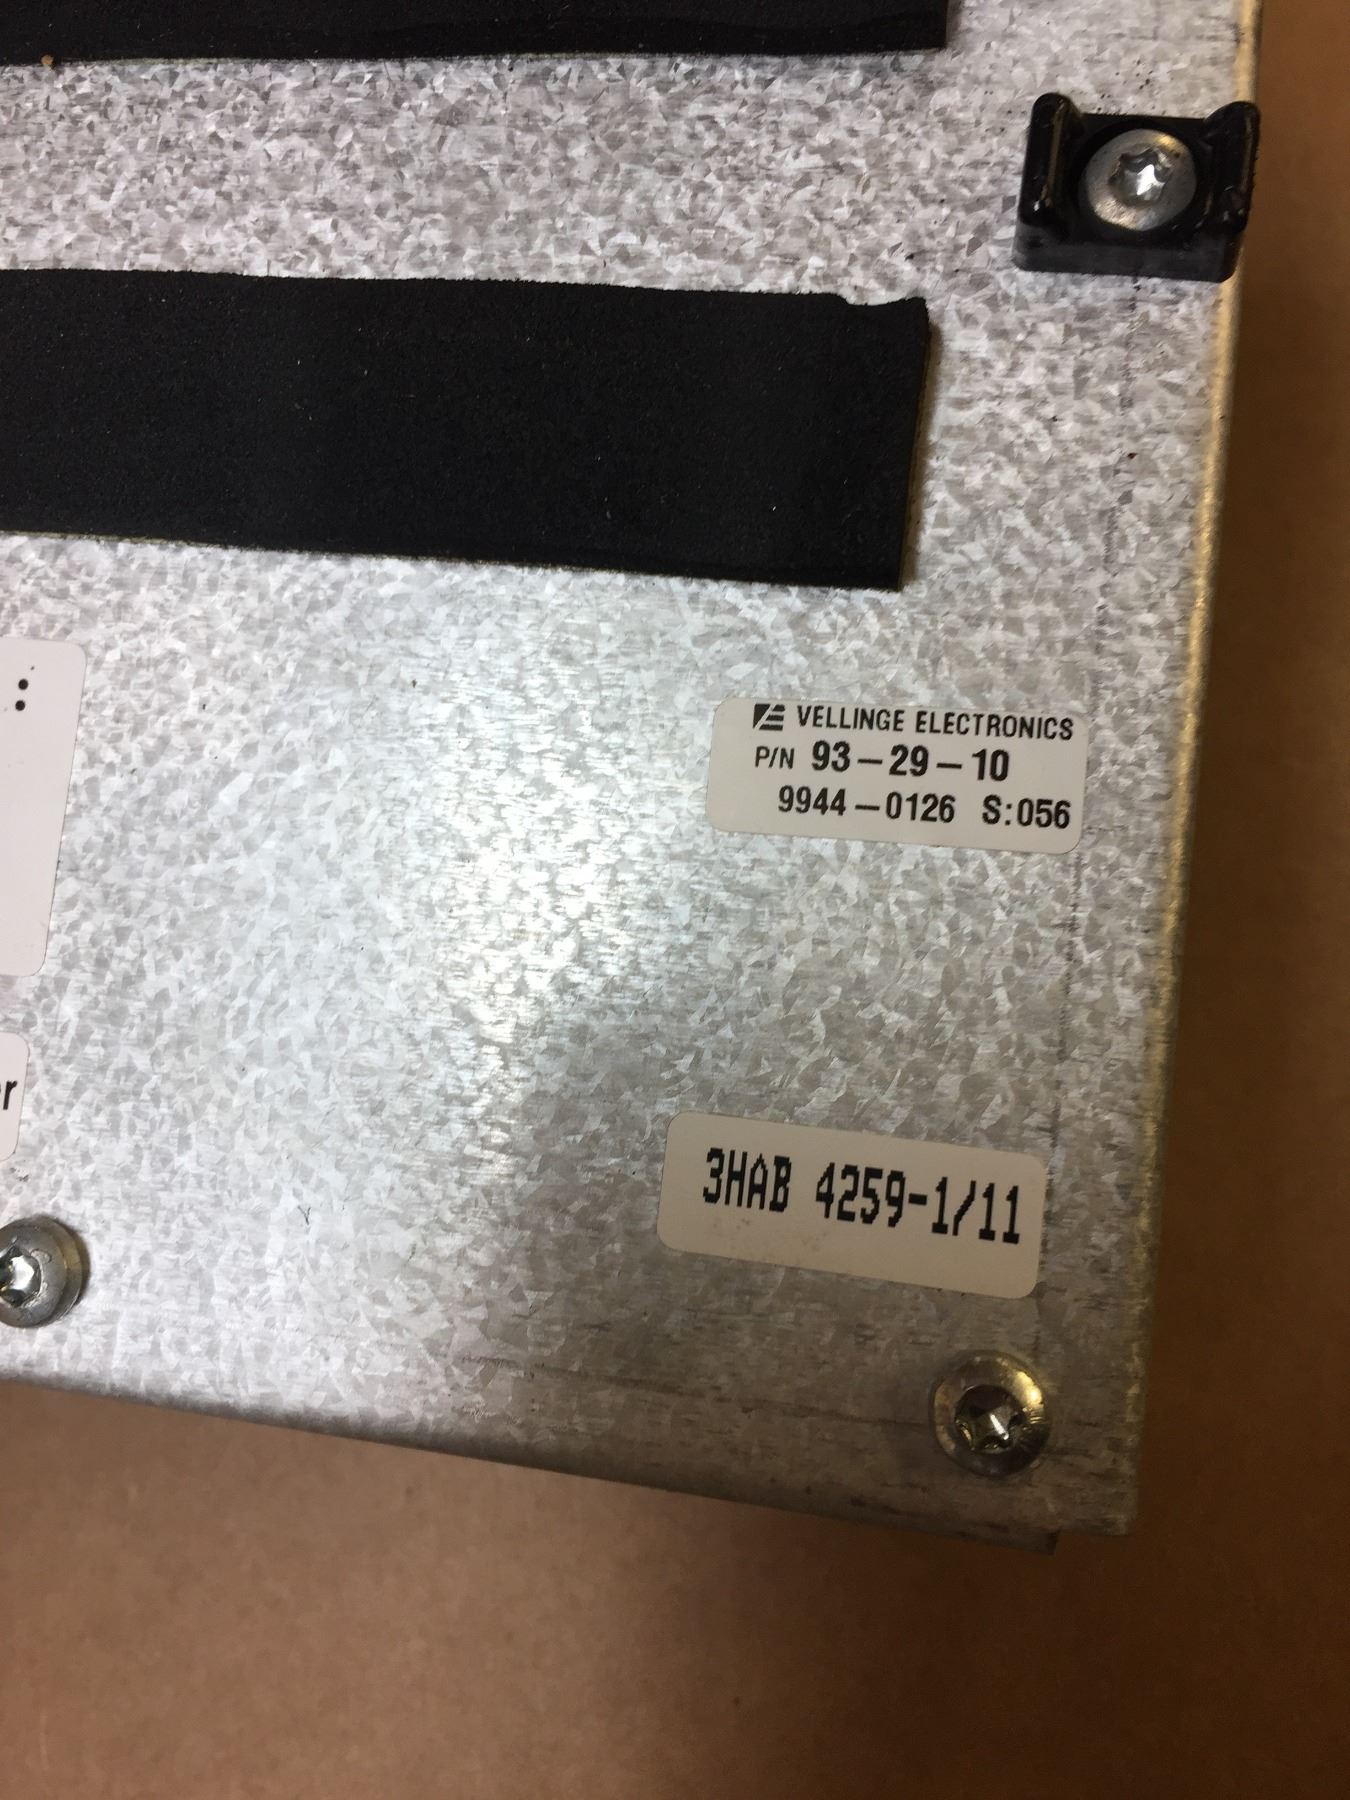 VELLINGE ELECTRONICS
P/N 93-29-10
9944-0126 S:056
3HAB 4259-1/11